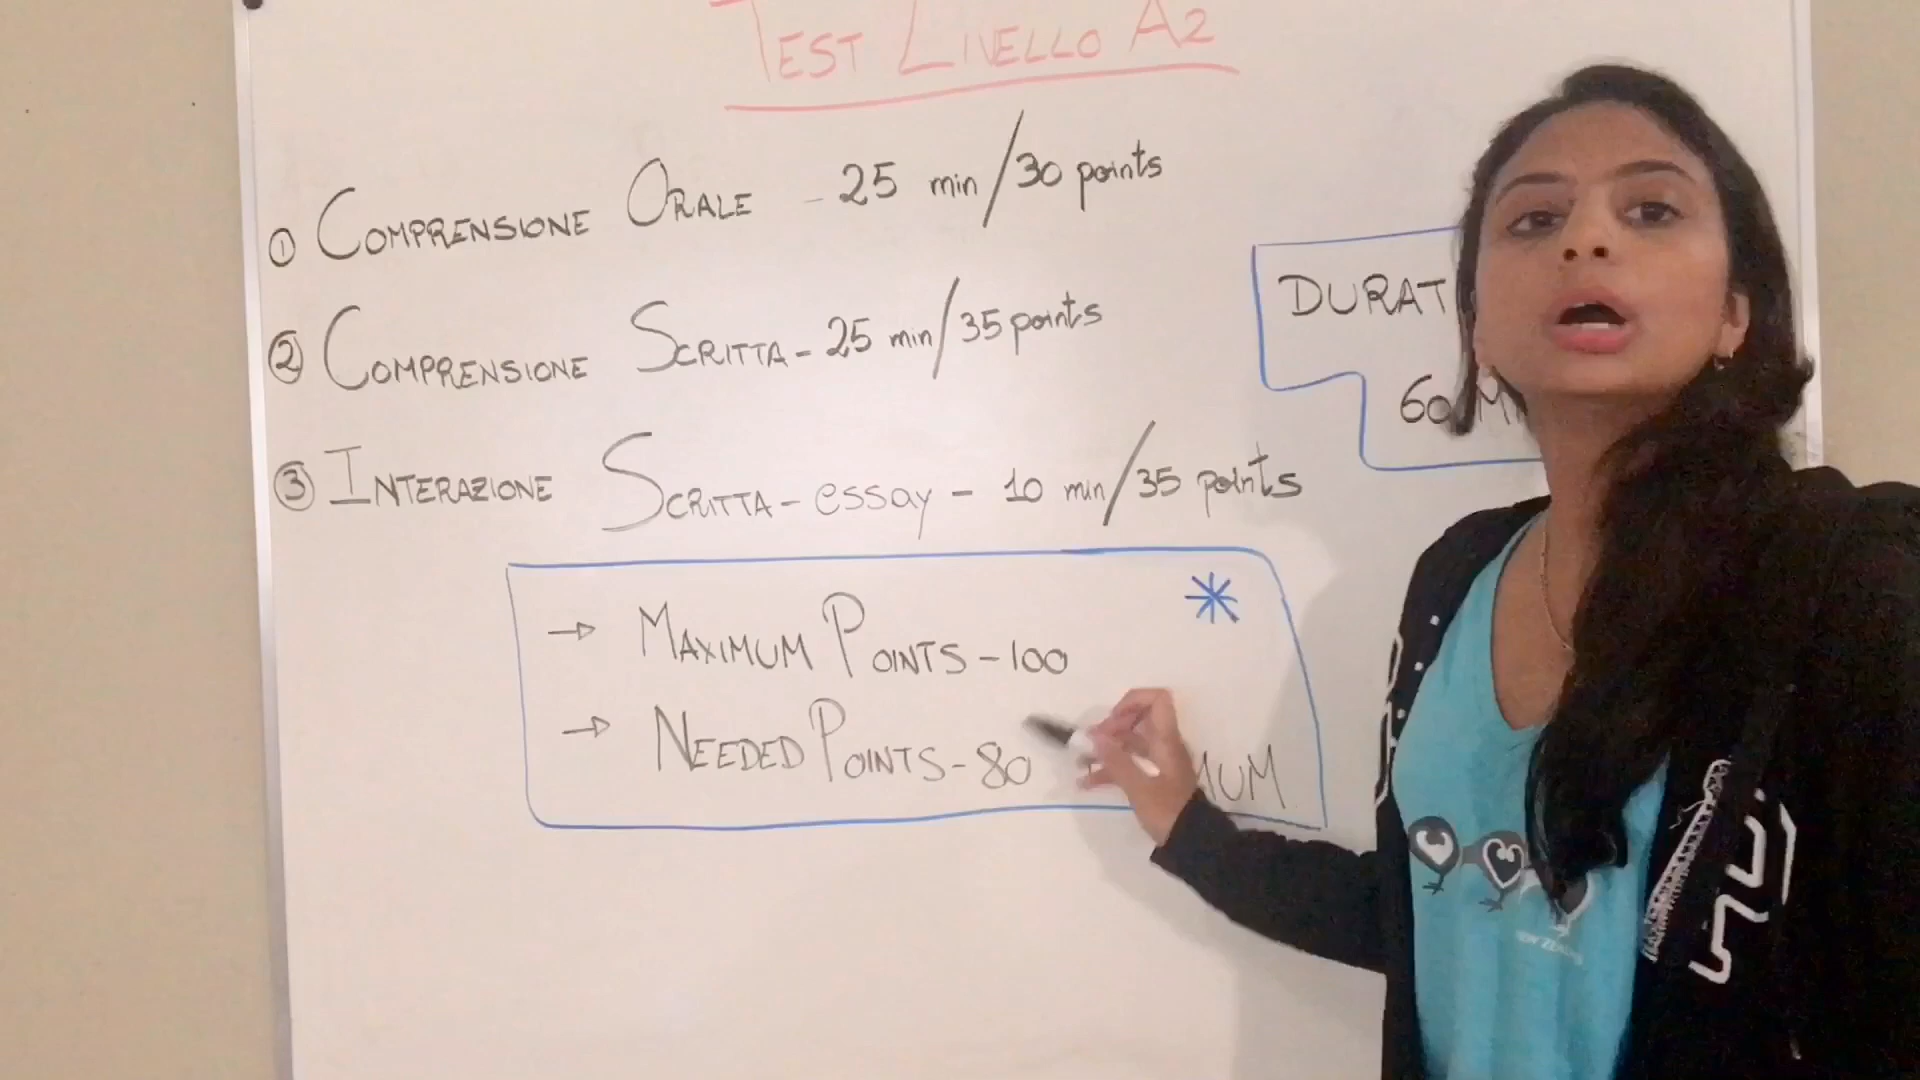 TEST LIVELLO A2
① COMPRENSIONE ORALE - 25 min/30 points
② COMPRENSIONE SCRITTA - 25 min/35 points
③ INTERAZIONE SCRITTA - essay - 10 min/35 points
DURAT
60 M
*
→ MAXIMUM POINTS - 100
→ NEEDED POINTS - 80 MUM